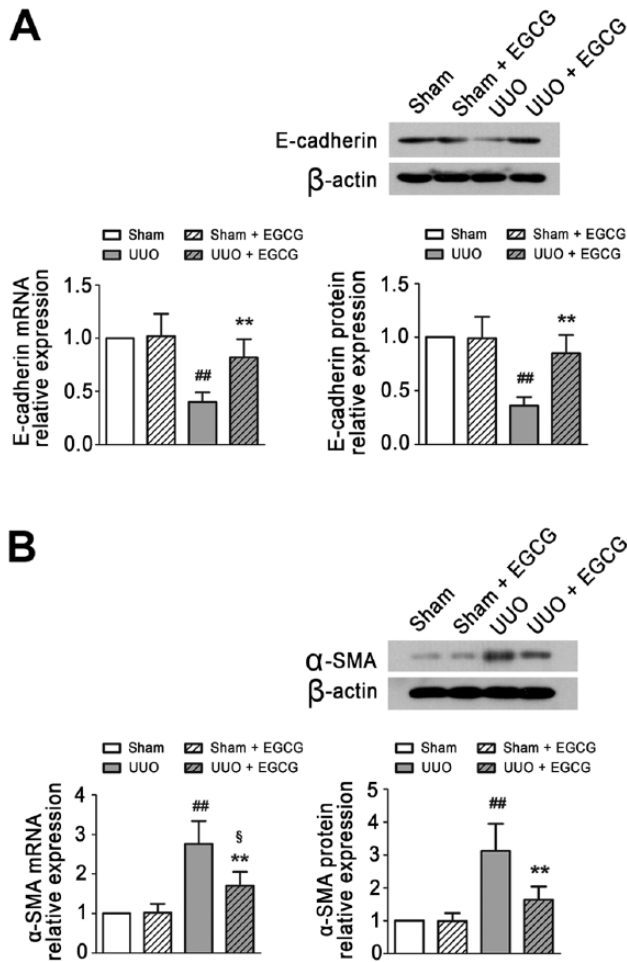 A
Sham
Sham + EGCG
UUO
UUO + EGCG
E-cadherin
β-actin
Sham Sham + EGCG
UUO UUO + EGCG
E-cadherin mRNA
relative expression
1.5
1.0
0.5
0.0
##
**
Sham Sham + EGCG
UUO UUO + EGCG
E-cadherin protein
relative expression
1.5
1.0
0.5
0.0
##
**
B
Sham
Sham + EGCG
UUO
UUO + EGCG
α-SMA
β-actin
Sham Sham + EGCG
UUO UUO + EGCG
α-SMA mRNA
relative expression
4
3
2
1
0
##
§
**
Sham Sham + EGCG
UUO UUO + EGCG
α-SMA protein
relative expression
5
4
3
2
1
0
##
**